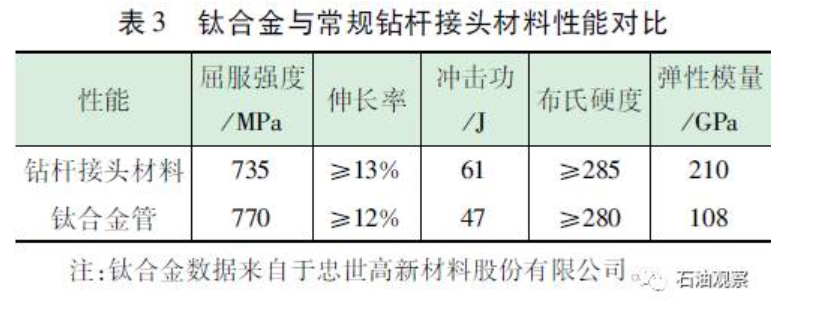 表 3 钛合金与常规钻杆接头材料性能对比
性能 屈服强度/MPa 伸长率 冲击功/J 布氏硬度 弹性模量/GPa
钻杆接头材料 735 ≥13% 61 ≥285 210
钛合金管 770 ≥12% 47 ≥280 108
注:钛合金数据来自于忠世高新材料股份有限公司。
石油观察